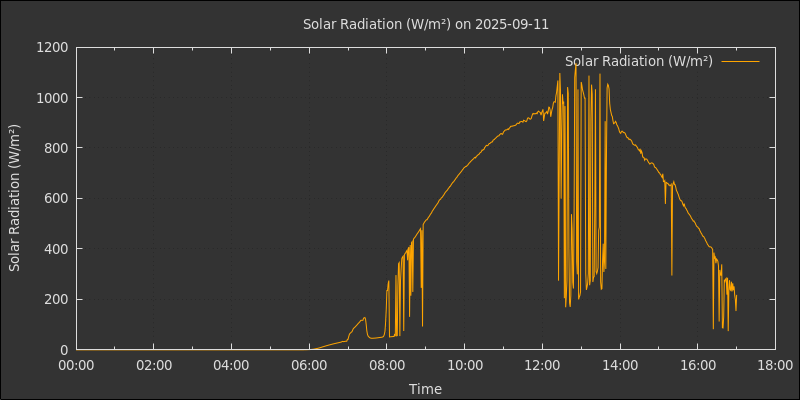 Solar Radiation (W/m²) on 2025-09-11
Solar Radiation (W/m²)
Solar Radiation (W/m²)
1200
1000
800
600
400
200
0
00:00 02:00 04:00 06:00 08:00 10:00 12:00 14:00 16:00 18:00
Time